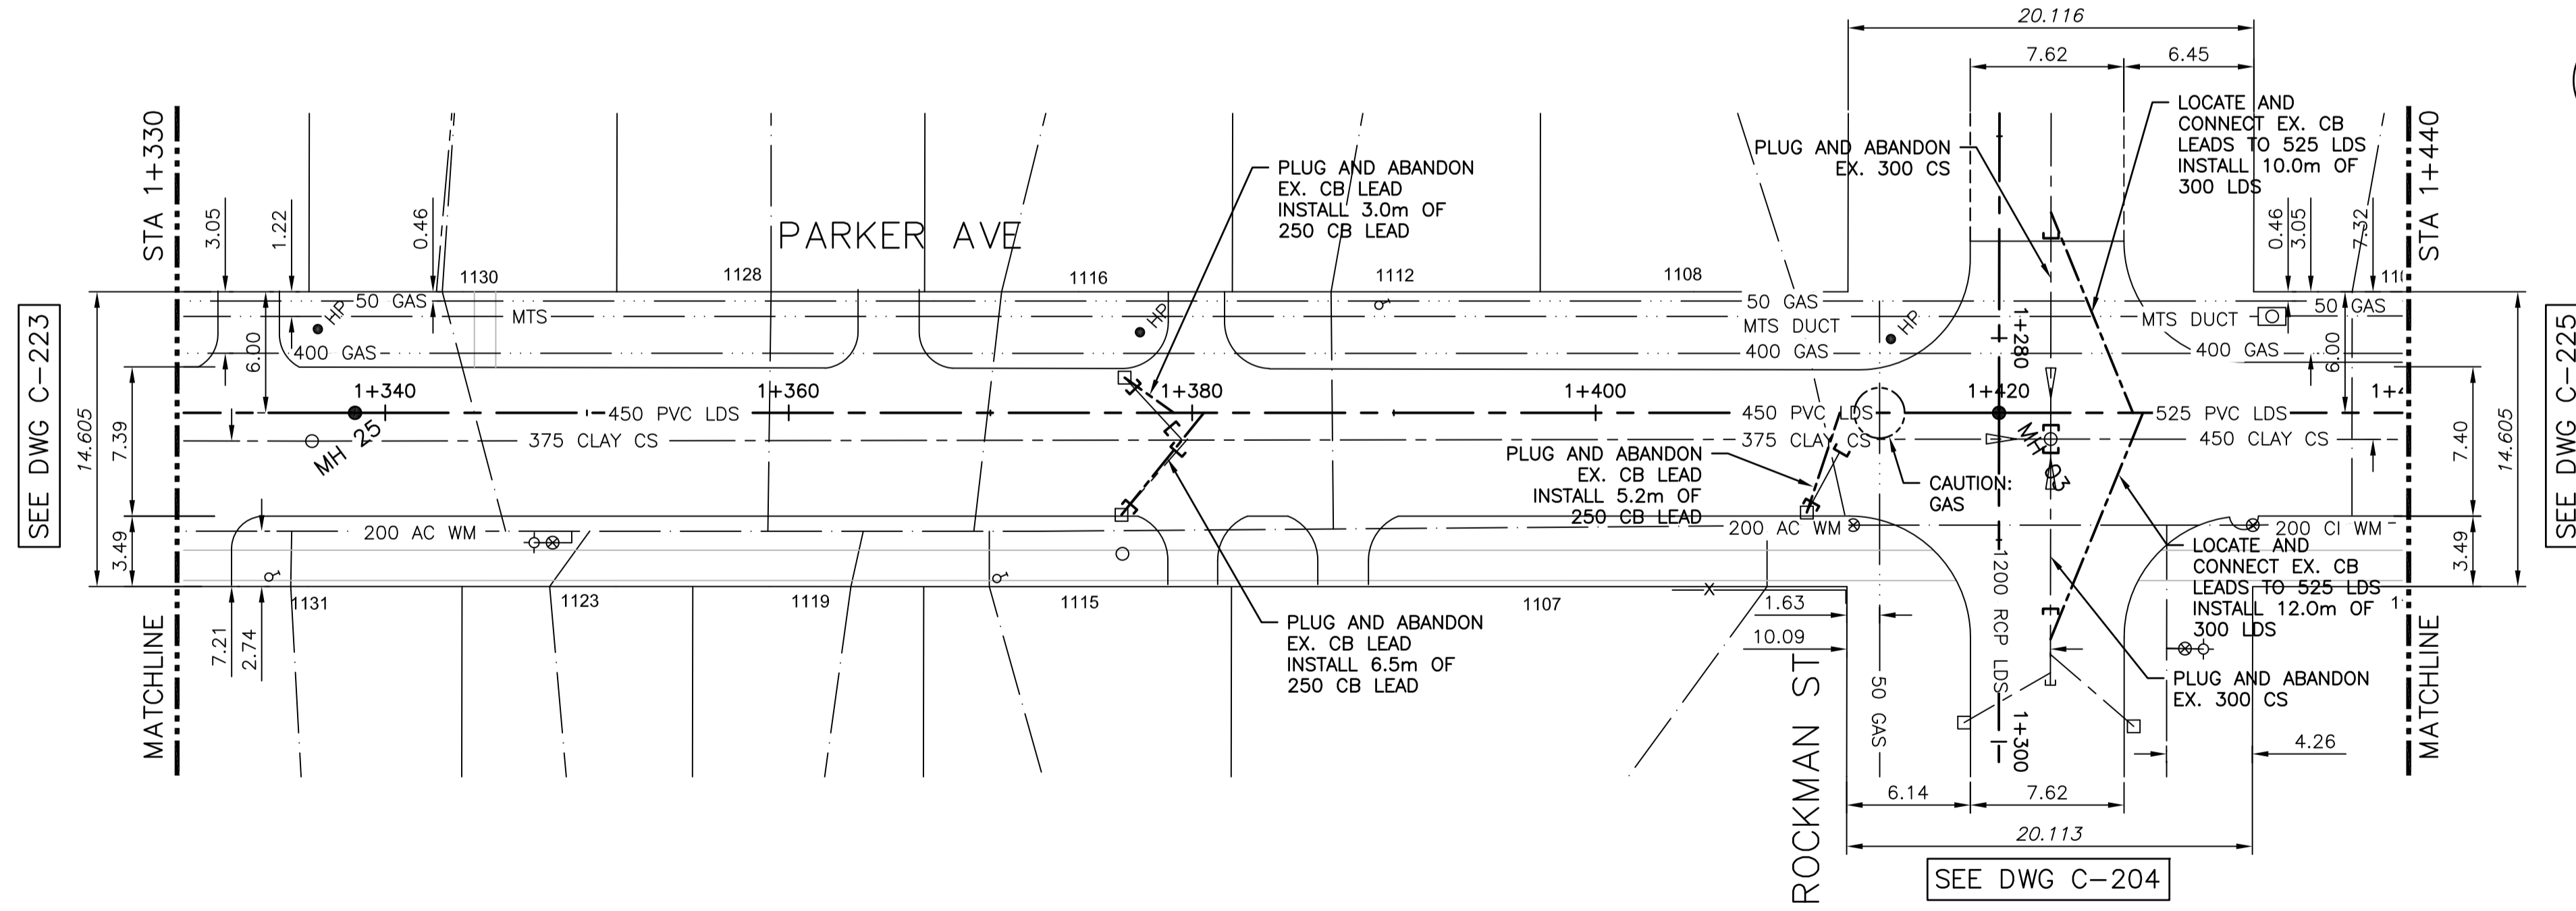 20.116
7.62
6.45
STA 1+330
3.05
1.22
0.46
PARKER AVE
PLUG AND ABANDON
EX. CB LEAD
INSTALL 3.0m OF
250 CB LEAD
PLUG AND ABANDON
EX. 300 CS
LOCATE AND
CONNECT EX. CB
LEADS TO 525 LDS
INSTALL 10.0m OF
300 LDS
0.46
3.05
7.32
STA 1+440
1130
1128
1116
1112
1108
SEE DWG C-223
14.605
7.39
3.49
6.00
50 GAS
HP
MTS
400 GAS
HP
50 GAS
MTS DUCT
400 GAS
HP
1+280
MTS DUCT
50 GAS
400 GAS
6.00
1+340
1+360
1+380
1+400
1+420
450 PVC LDS
375 CLAY CS
MH 25
450 PVC LDS
375 CLAY CS
525 PVC LDS
450 CLAY CS
MH 93
7.40
3.49
14.605
SEE DWG C-225
PLUG AND ABANDON
EX. CB LEAD
INSTALL 5.2m OF
250 CB LEAD
CAUTION:
GAS
200 AC WM
200 AC WM
200 CI WM
LOCATE AND
CONNECT EX. CB
LEADS TO 525 LDS
INSTALL 12.0m OF
300 LDS
1131
1123
1119
1115
1107
X
1.63
10.09
7.21
2.74
MATCHLINE
PLUG AND ABANDON
EX. CB LEAD
INSTALL 6.5m OF
250 CB LEAD
ROCKMAN ST
50 GAS
1200 RCP LDS
1+300
PLUG AND ABANDON
EX. 300 CS
MATCHLINE
4.26
6.14
7.62
20.113
SEE DWG C-204